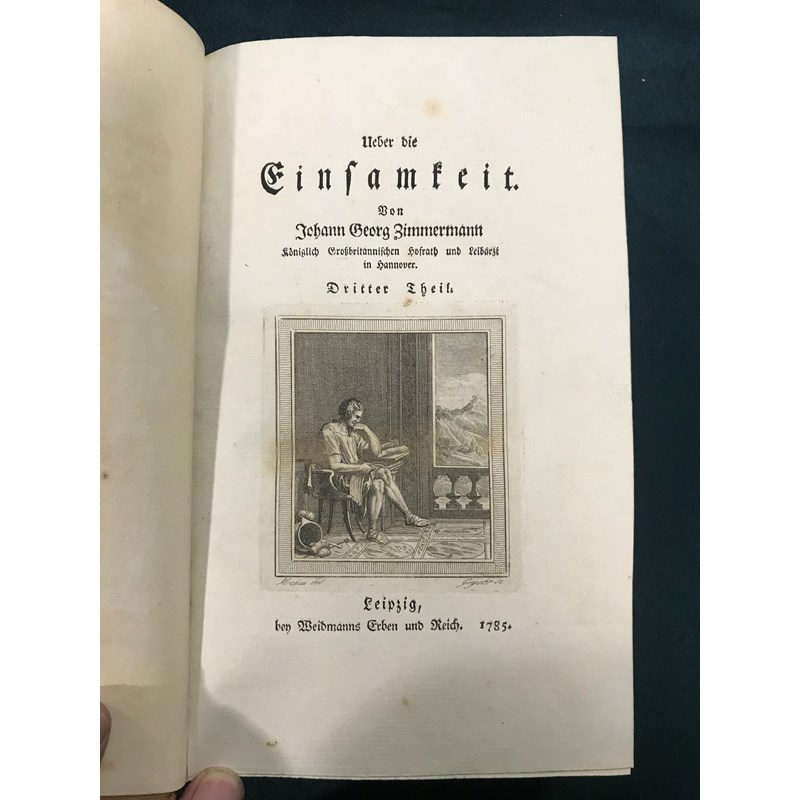 Ueber die
Einſamkeit.
Von
Johann Georg Zimmermann
Königlich Großbritanniſchen Hofrath und Leibarzt
in Hannover.
Dritter Theil.
Leipzig,
bey Weidmanns Erben und Reich. 1785.